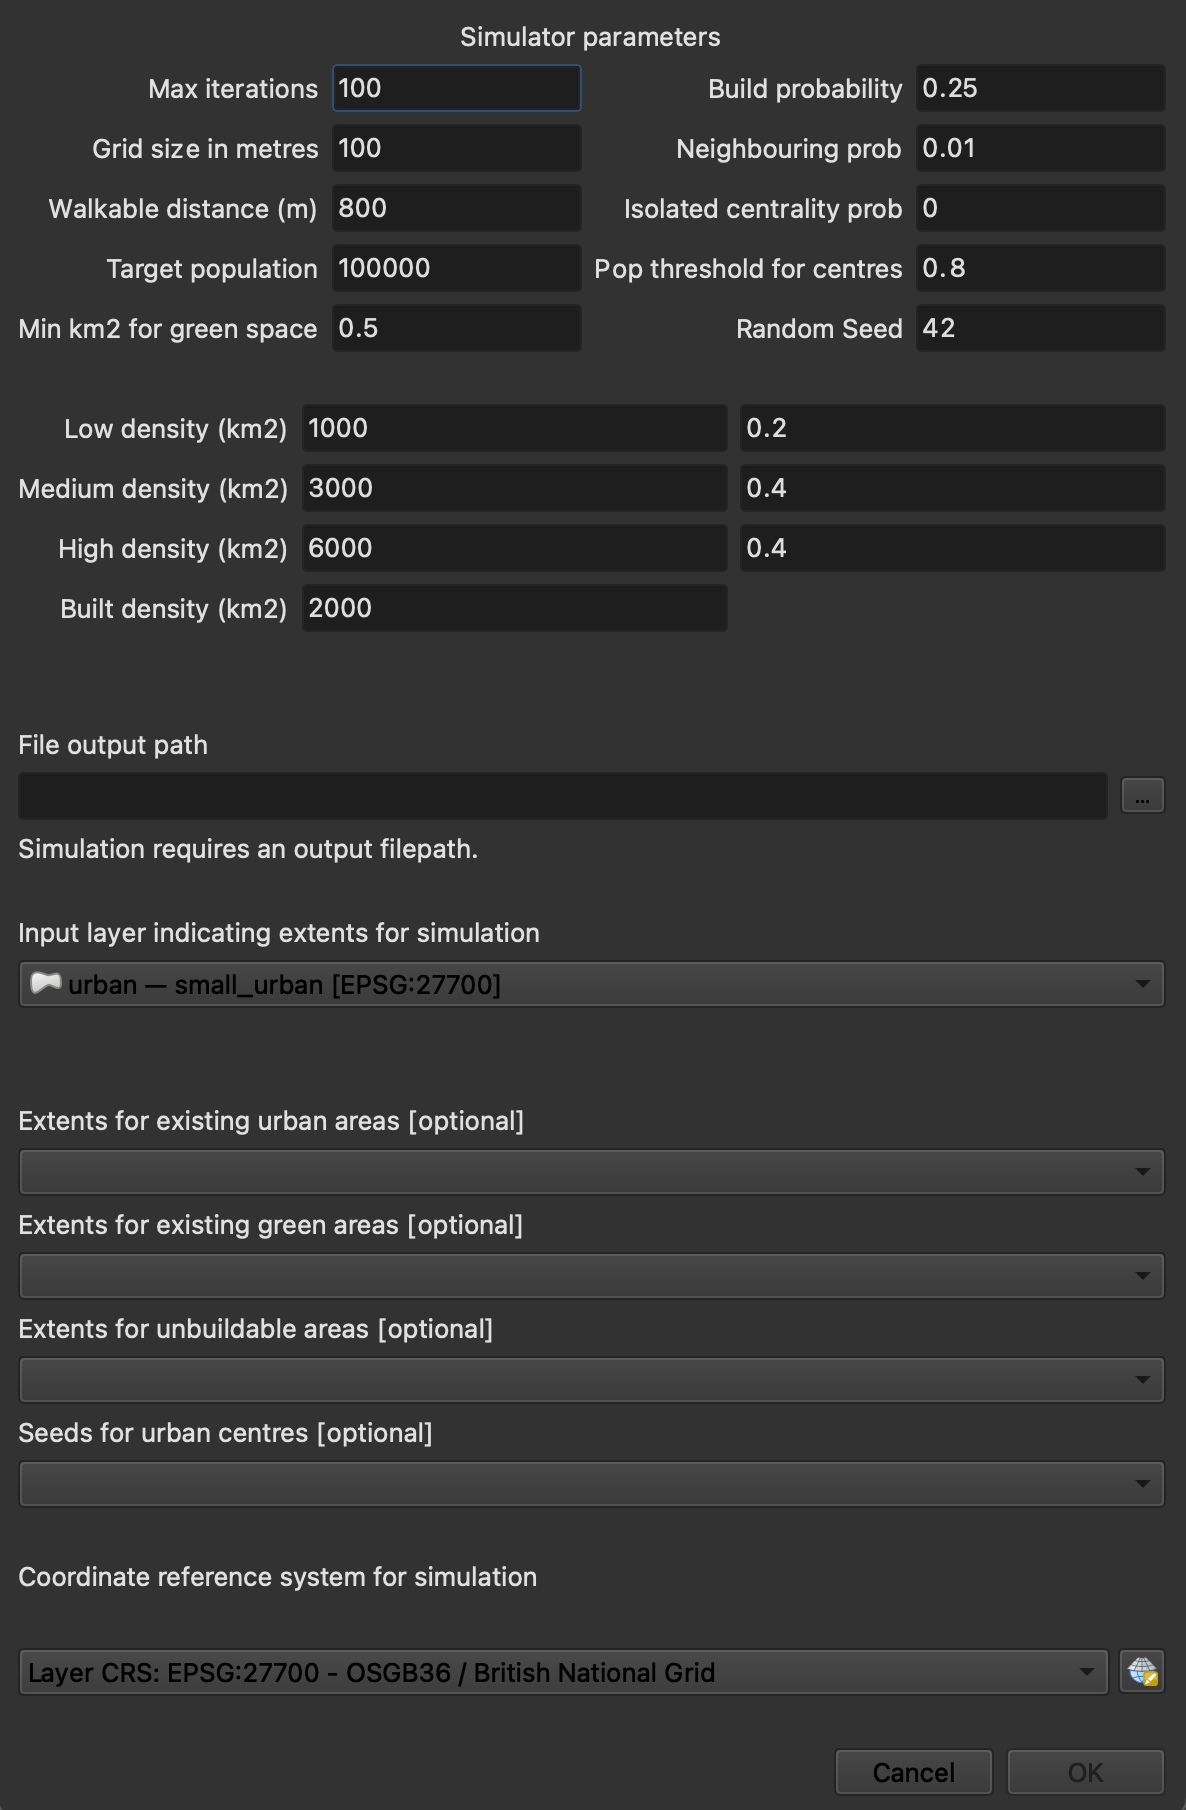 Simulator parameters
Max iterations 100 Build probability 0.25
Grid size in metres 100 Neighbouring prob 0.01
Walkable distance (m) 800 Isolated centrality prob 0
Target population 100000 Pop threshold for centres 0.8
Min km2 for green space 0.5 Random Seed 42
Low density (km2) 1000 0.2
Medium density (km2) 3000 0.4
High density (km2) 6000 0.4
Built density (km2) 2000
File output path
...
Simulation requires an output filepath.
Input layer indicating extents for simulation
urban — small_urban [EPSG:27700]
Extents for existing urban areas [optional]
Extents for existing green areas [optional]
Extents for unbuildable areas [optional]
Seeds for urban centres [optional]
Coordinate reference system for simulation
Layer CRS: EPSG:27700 - OSGB36 / British National Grid
Cancel OK